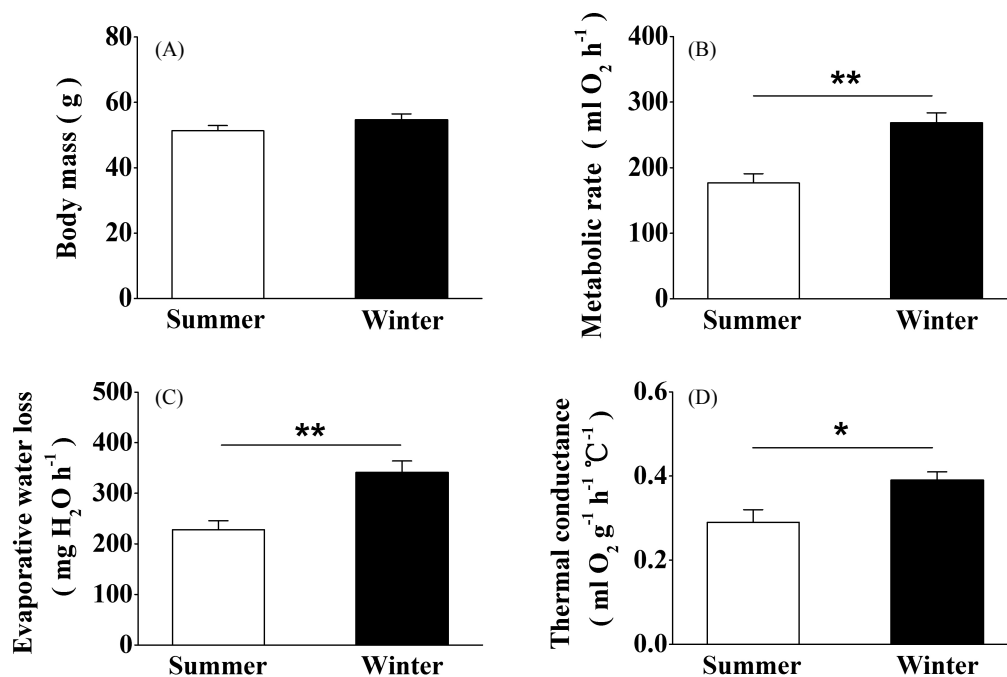 (A)
Body mass ( g )
80
60
40
20
0
Summer Winter
(B)
Metabolic rate ( ml O₂ h⁻¹ )
400
300
200
100
0
**
Summer Winter
(C)
Evaporative water loss
( mg H₂O h⁻¹ )
500
400
300
200
100
0
**
Summer Winter
(D)
Thermal conductance
( ml O₂ g⁻¹ h⁻¹ ℃⁻¹ )
0.6
0.4
0.2
0.0
*
Summer Winter